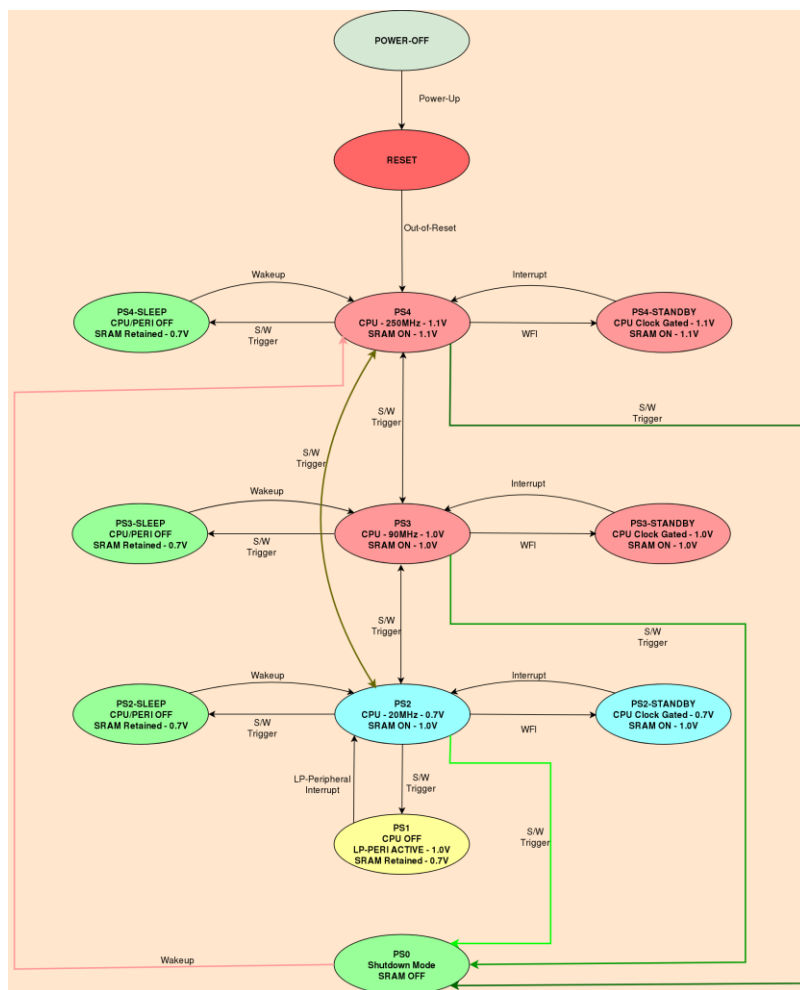 POWER-OFF
Power-Up
RESET
Out-of-Reset
Wakeup
Interrupt
PS4-SLEEP
CPU/PERI OFF
SRAM Retained - 0.7V
S/W
Trigger
PS4
CPU - 250MHz - 1.1V
SRAM ON - 1.1V
WFI
PS4-STANDBY
CPU Clock Gated - 1.1V
SRAM ON - 1.1V
S/W
Trigger
S/W
Trigger
S/W
Trigger
Wakeup
Interrupt
PS3-SLEEP
CPU/PERI OFF
SRAM Retained - 0.7V
S/W
Trigger
PS3
CPU - 90MHz - 1.0V
SRAM ON - 1.0V
WFI
PS3-STANDBY
CPU Clock Gated - 1.0V
SRAM ON - 1.0V
S/W
Trigger
S/W
Trigger
Wakeup
Interrupt
PS2-SLEEP
CPU/PERI OFF
SRAM Retained - 0.7V
S/W
Trigger
PS2
CPU - 20MHz - 0.7V
SRAM ON - 1.0V
WFI
PS2-STANDBY
CPU Clock Gated - 0.7V
SRAM ON - 1.0V
LP-Peripheral
Interrupt
S/W
Trigger
PS1
CPU OFF
LP-PERI ACTIVE - 1.0V
SRAM Retained - 0.7V
S/W
Trigger
Wakeup
PS0
Shutdown Mode
SRAM OFF